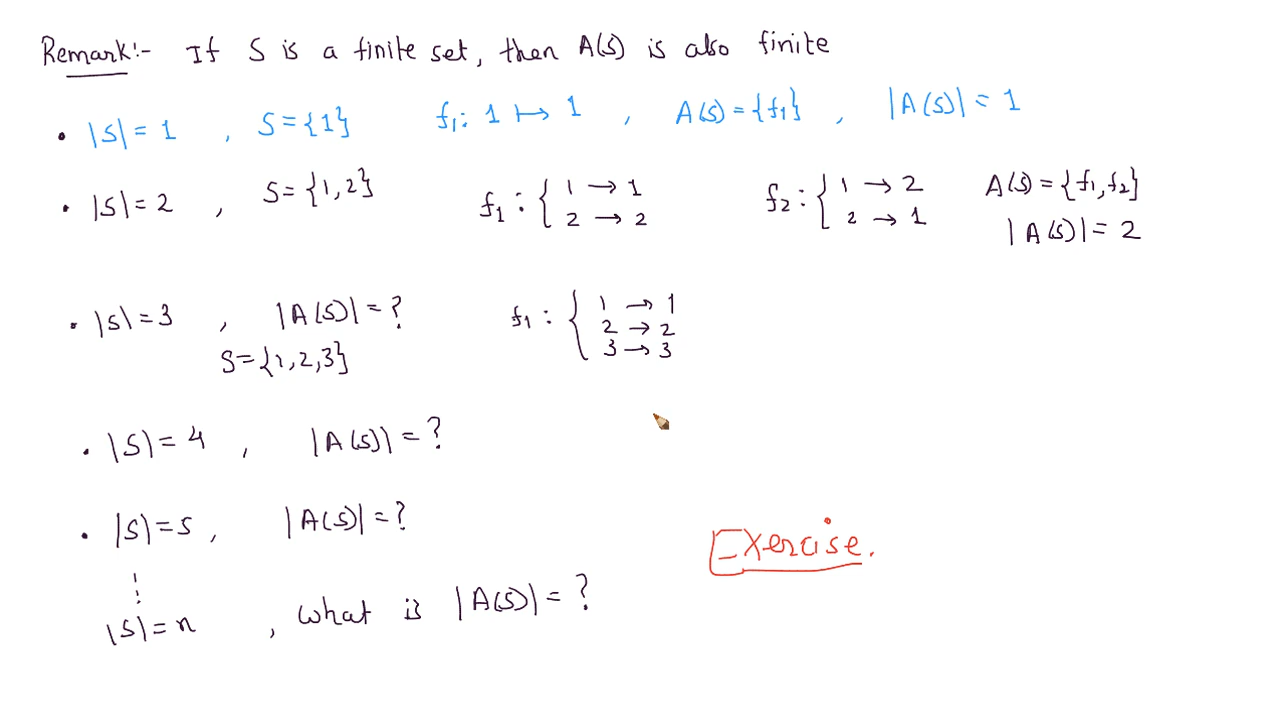 Remark:- If S is a finite set, then A(S) is also finite
• |S| = 1 , S = {1} f₁: 1 ↦ 1 , A(S) = {f₁} , |A(S)| = 1
• |S| = 2 , S = {1,2} f₁ : { 1 → 1 2 → 2 f₂ : { 1 → 2 2 → 1 A(S) = {f₁,f₂}
|A(S)| = 2
• |S| = 3 , |A(S)| = ? f₁ : { 1 → 1 2 → 2 3 → 3
S = {1,2,3}
• |S| = 4 , |A(S)| = ?
• |S| = 5 , |A(S)| = ?
Exercise.
⋮
|S| = n , what is |A(S)| = ?